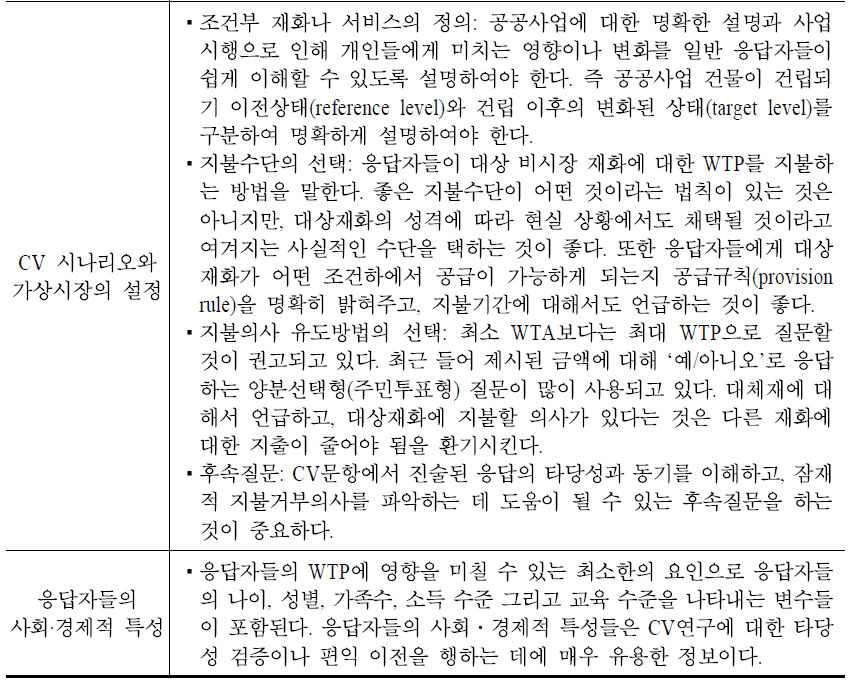 CV 시나리오와
가상시장의 설정
▪조건부 재화나 서비스의 정의: 공공사업에 대한 명확한 설명과 사업
시행으로 인해 개인들에게 미치는 영향이나 변화를 일반 응답자들이
쉽게 이해할 수 있도록 설명하여야 한다. 즉 공공사업 건물이 건립되
기 이전상태(reference level)와 건립 이후의 변화된 상태(target level)를
구분하여 명확하게 설명하여야 한다.
▪지불수단의 선택: 응답자들이 대상 비시장 재화에 대한 WTP를 지불하
는 방법을 말한다. 좋은 지불수단이 어떤 것이라는 법칙이 있는 것은
아니지만, 대상재화의 성격에 따라 현실 상황에서도 채택될 것이라고
여겨지는 사실적인 수단을 택하는 것이 좋다. 또한 응답자들에게 대상
재화가 어떤 조건하에서 공급이 가능하게 되는지 공급규칙(provision
rule)을 명확히 밝혀주고, 지불기간에 대해서도 언급하는 것이 좋다.
▪지불의사 유도방법의 선택: 최소 WTA보다는 최대 WTP으로 질문할
것이 권고되고 있다. 최근 들어 제시된 금액에 대해 ‘예/아니오’로 응답
하는 양분선택형(주민투표형) 질문이 많이 사용되고 있다. 대체재에 대
해서 언급하고, 대상재화에 지불할 의사가 있다는 것은 다른 재화에
대한 지출이 줄어야 됨을 환기시킨다.
▪후속질문: CV문항에서 진술된 응답의 타당성과 동기를 이해하고, 잠재
적 지불거부의사를 파악하는 데 도움이 될 수 있는 후속질문을 하는
것이 중요하다.
응답자들의
사회·경제적 특성
▪응답자들의 WTP에 영향을 미칠 수 있는 최소한의 요인으로 응답자들
의 나이, 성별, 가족수, 소득 수준 그리고 교육 수준을 나타내는 변수들
이 포함된다. 응답자들의 사회·경제적 특성들은 CV연구에 대한 타당
성 검증이나 편익 이전을 행하는 데에 매우 유용한 정보이다.